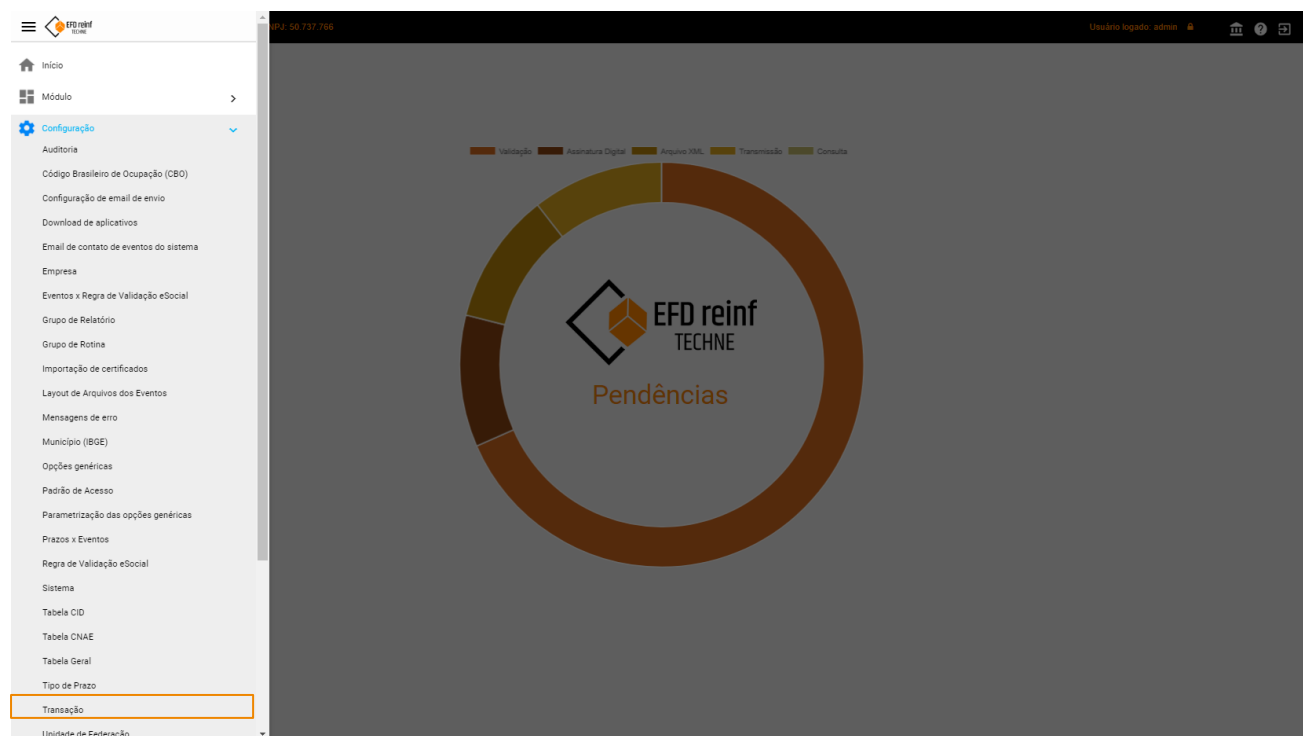 EFD reinf
TECHNE
NPJ: 50.737.766
Usuário logado: admin
Início
Módulo
Configuração
Auditoria
Código Brasileiro de Ocupação (CBO)
Configuração de email de envio
Download de aplicativos
Email de contato de eventos do sistema
Empresa
Eventos x Regra de Validação eSocial
Grupo de Relatório
Grupo de Rotina
Importação de certificados
Layout de Arquivos dos Eventos
Mensagens de erro
Município (IBGE)
Opções genéricas
Padrão de Acesso
Parametrização das opções genéricas
Prazos x Eventos
Regra de Validação eSocial
Sistema
Tabela CID
Tabela CNAE
Tabela Geral
Tipo de Prazo
Transação
Unidade de Federação
Validação Assinatura Digital Arquivo XML Transmissão Consulta
EFD reinf
TECHNE
Pendências